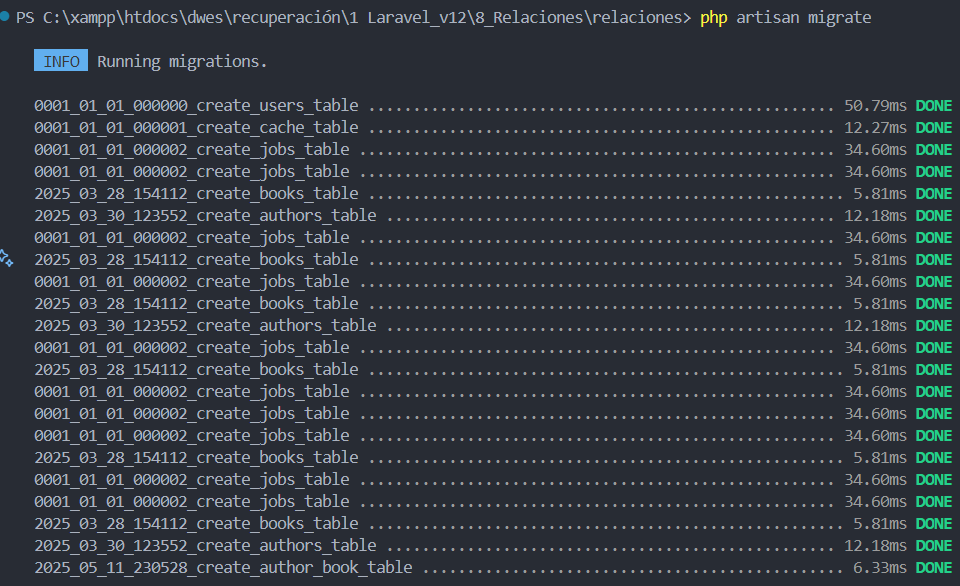 PS C:\xampp\htdocs\dwes\recuperación\1 Laravel_v12\8_Relaciones\relaciones> php artisan migrate
INFO Running migrations.
0001_01_01_000000_create_users_table .................................................... 50.79ms DONE
0001_01_01_000001_create_cache_table .................................................... 12.27ms DONE
0001_01_01_000002_create_jobs_table ..................................................... 34.60ms DONE
0001_01_01_000002_create_jobs_table ..................................................... 34.60ms DONE
2025_03_28_154112_create_books_table ..................................................... 5.81ms DONE
2025_03_30_123552_create_authors_table .................................................. 12.18ms DONE
0001_01_01_000002_create_jobs_table ..................................................... 34.60ms DONE
2025_03_28_154112_create_books_table ..................................................... 5.81ms DONE
0001_01_01_000002_create_jobs_table ..................................................... 34.60ms DONE
2025_03_28_154112_create_books_table ..................................................... 5.81ms DONE
2025_03_30_123552_create_authors_table .................................................. 12.18ms DONE
0001_01_01_000002_create_jobs_table ..................................................... 34.60ms DONE
2025_03_28_154112_create_books_table ..................................................... 5.81ms DONE
0001_01_01_000002_create_jobs_table ..................................................... 34.60ms DONE
0001_01_01_000002_create_jobs_table ..................................................... 34.60ms DONE
0001_01_01_000002_create_jobs_table ..................................................... 34.60ms DONE
2025_03_28_154112_create_books_table ..................................................... 5.81ms DONE
0001_01_01_000002_create_jobs_table ..................................................... 34.60ms DONE
0001_01_01_000002_create_jobs_table ..................................................... 34.60ms DONE
2025_03_28_154112_create_books_table ..................................................... 5.81ms DONE
2025_03_30_123552_create_authors_table .................................................. 12.18ms DONE
2025_05_11_230528_create_author_book_table ............................................... 6.33ms DONE